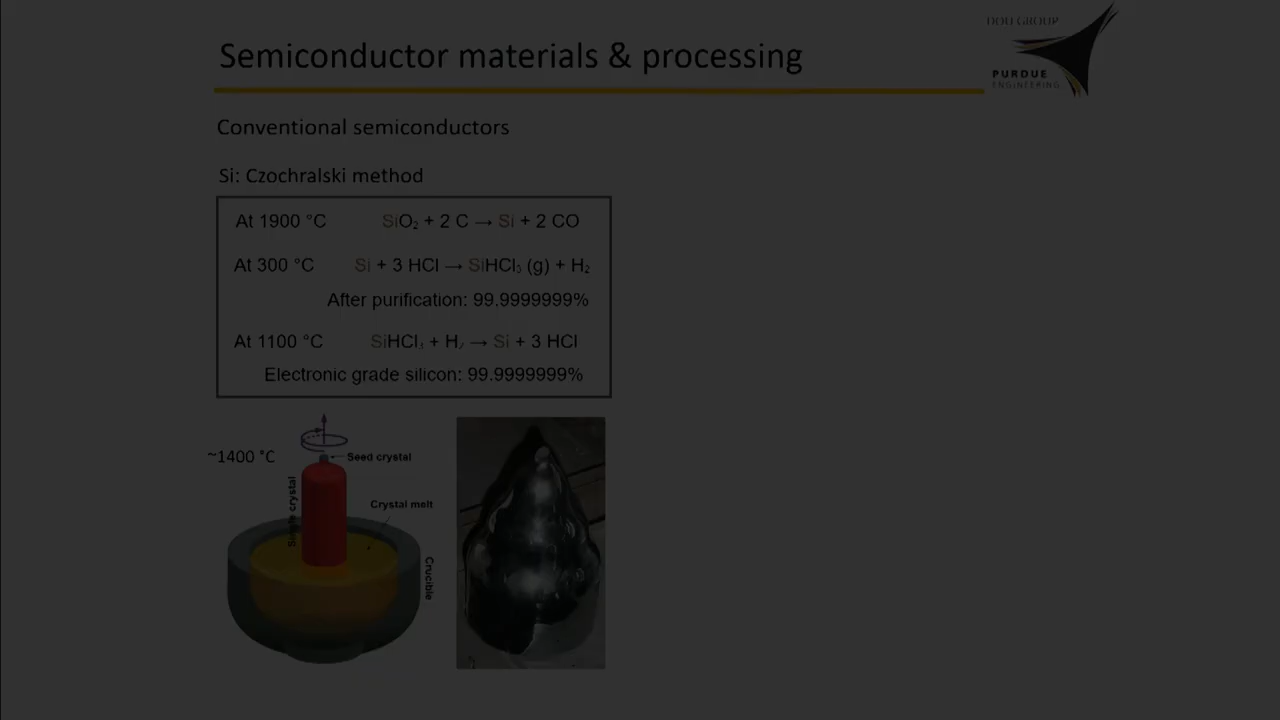 DOU GROUP
Semiconductor materials & processing
PURDUE
ENGINEERING
Conventional semiconductors
Si: Czochralski method
At 1900 °C SiO₂ + 2 C → Si + 2 CO
At 300 °C Si + 3 HCl → SiHCl₃ (g) + H₂
After purification: 99.9999999%
At 1100 °C SiHCl₃ + H₂ → Si + 3 HCl
Electronic grade silicon: 99.9999999%
~1400 °C
Seed crystal
Single crystal
Crystal melt
Crucible